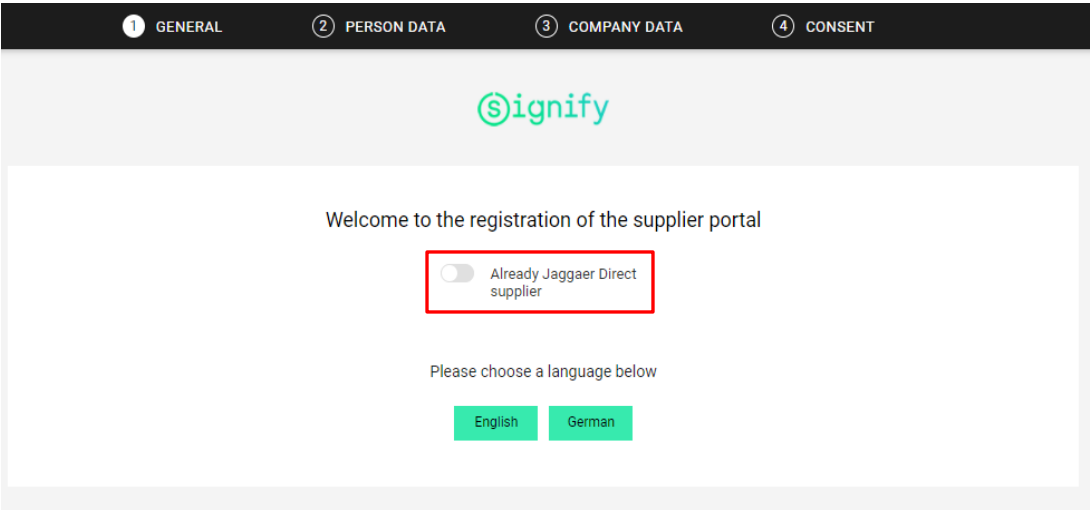 1 GENERAL 2 PERSON DATA 3 COMPANY DATA 4 CONSENT
signify
Welcome to the registration of the supplier portal
Already Jaggaer Direct
supplier
Please choose a language below
English German